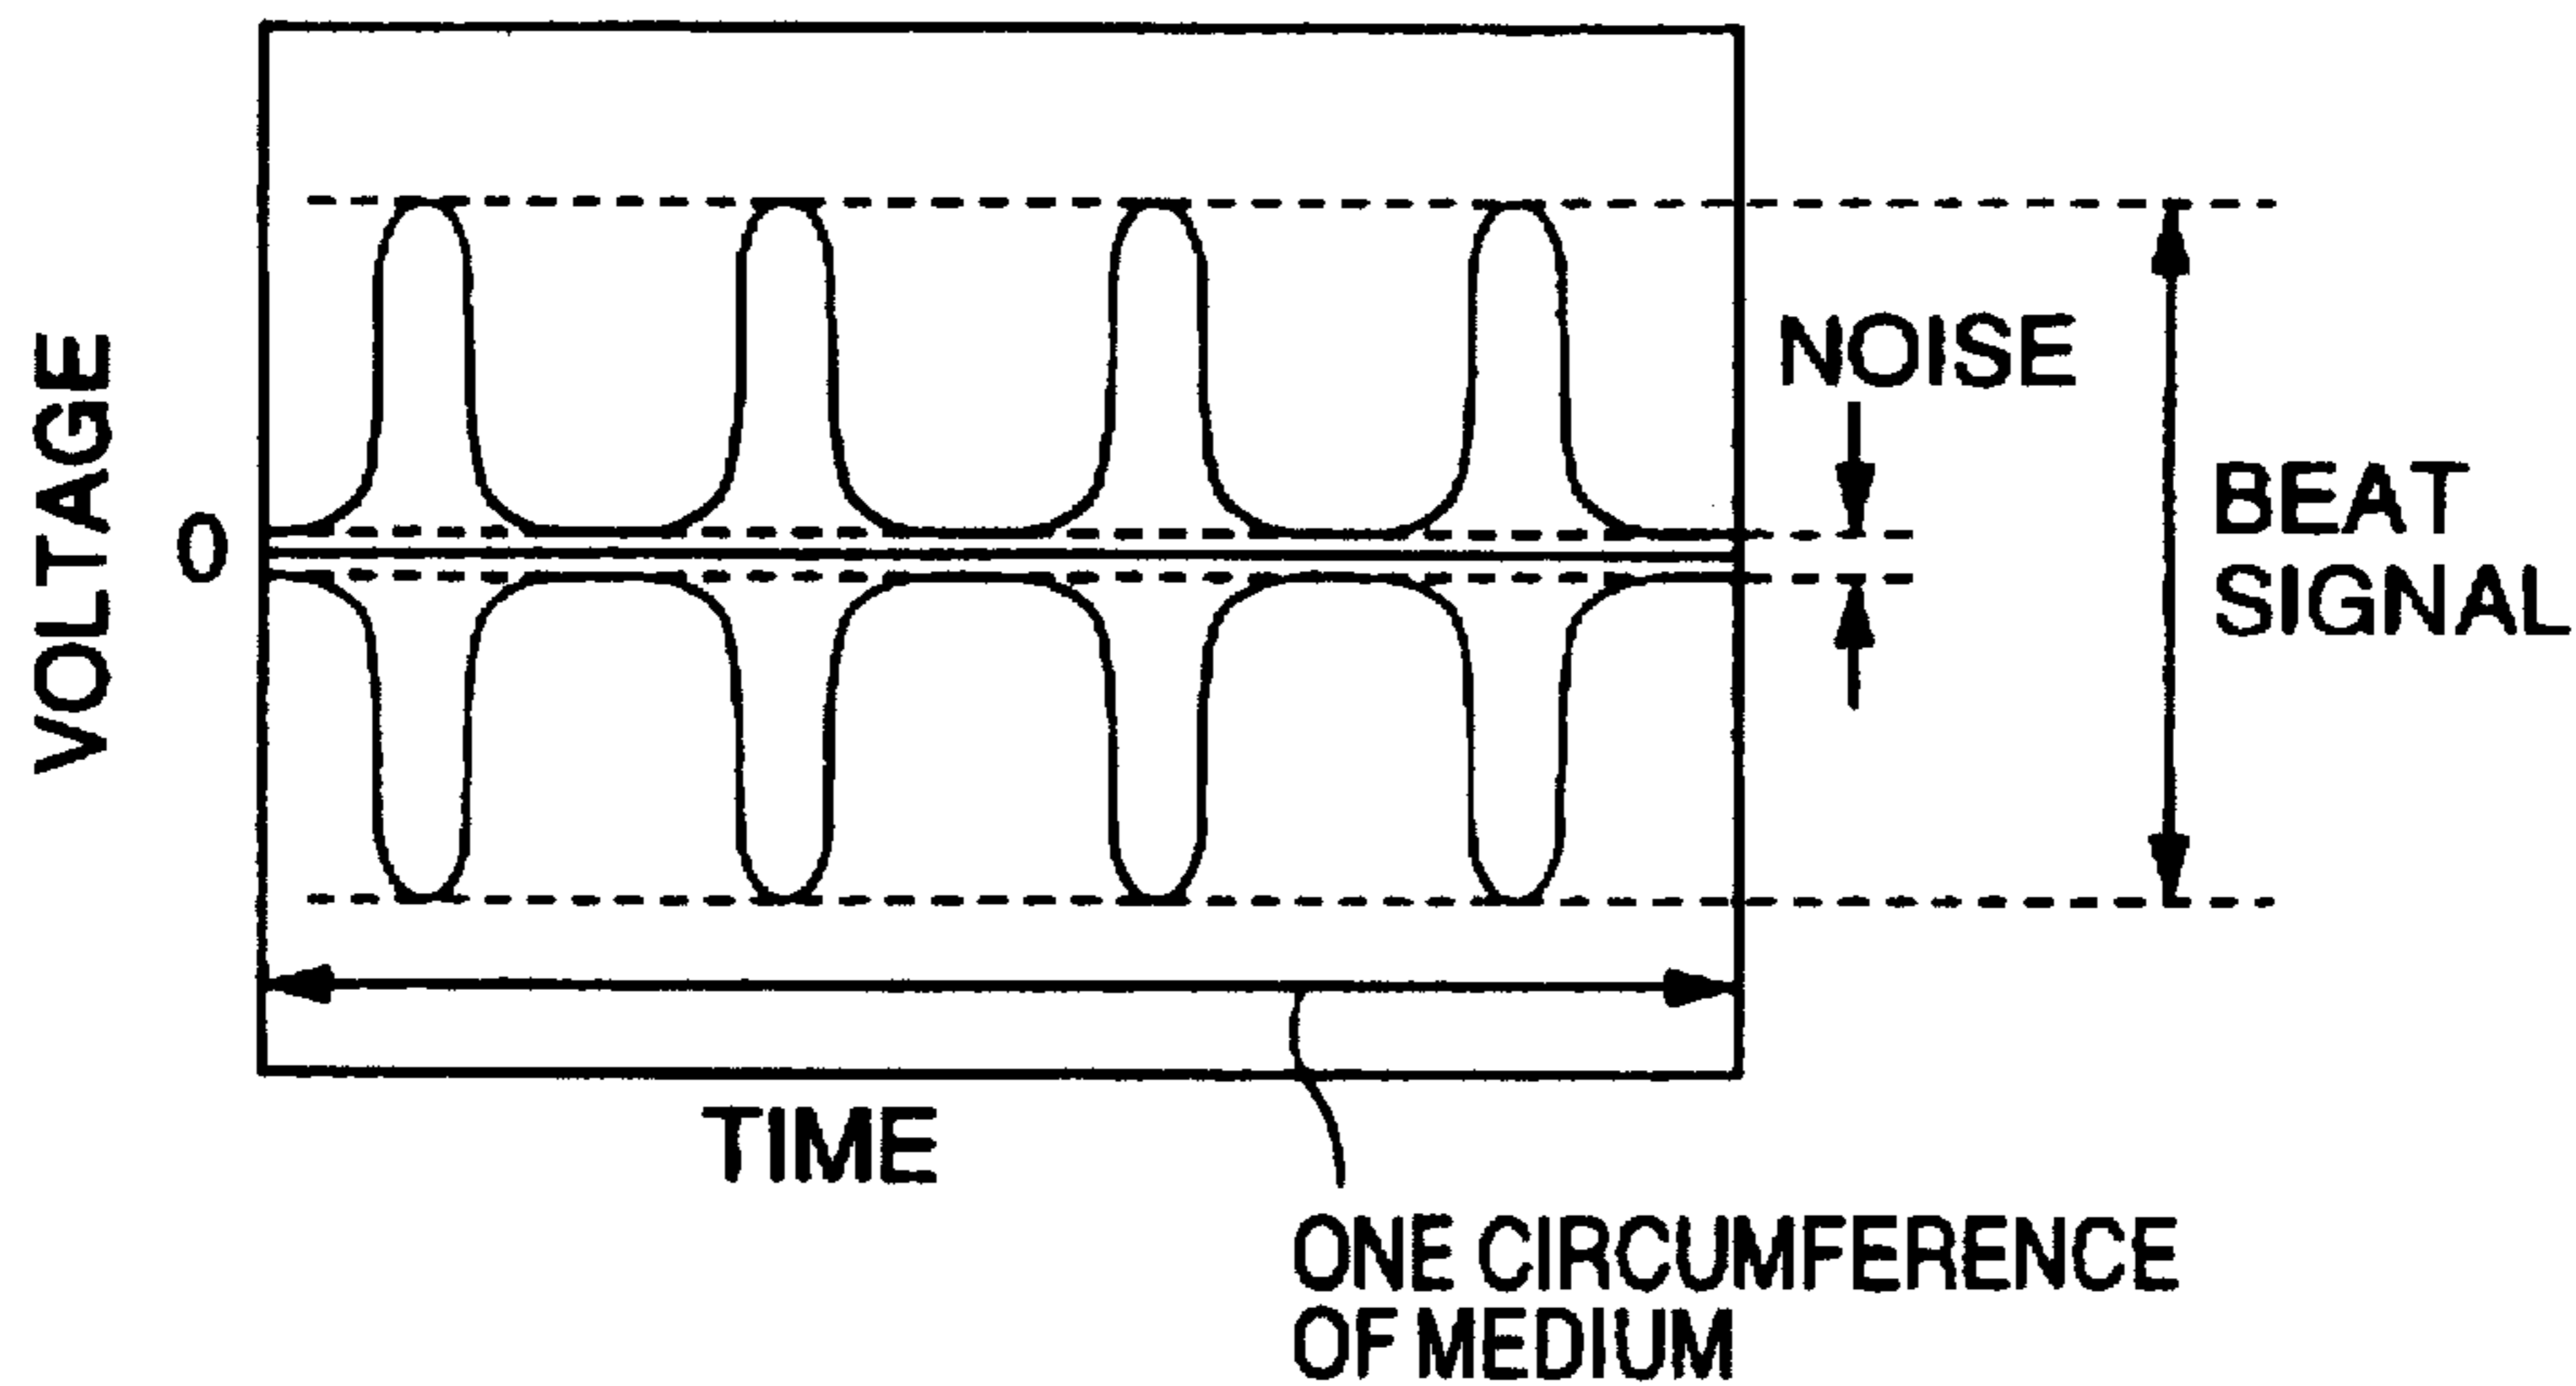 VOLTAGE
0
NOISE
BEAT
SIGNAL
TIME
ONE CIRCUMFERENCE
OF MEDIUM